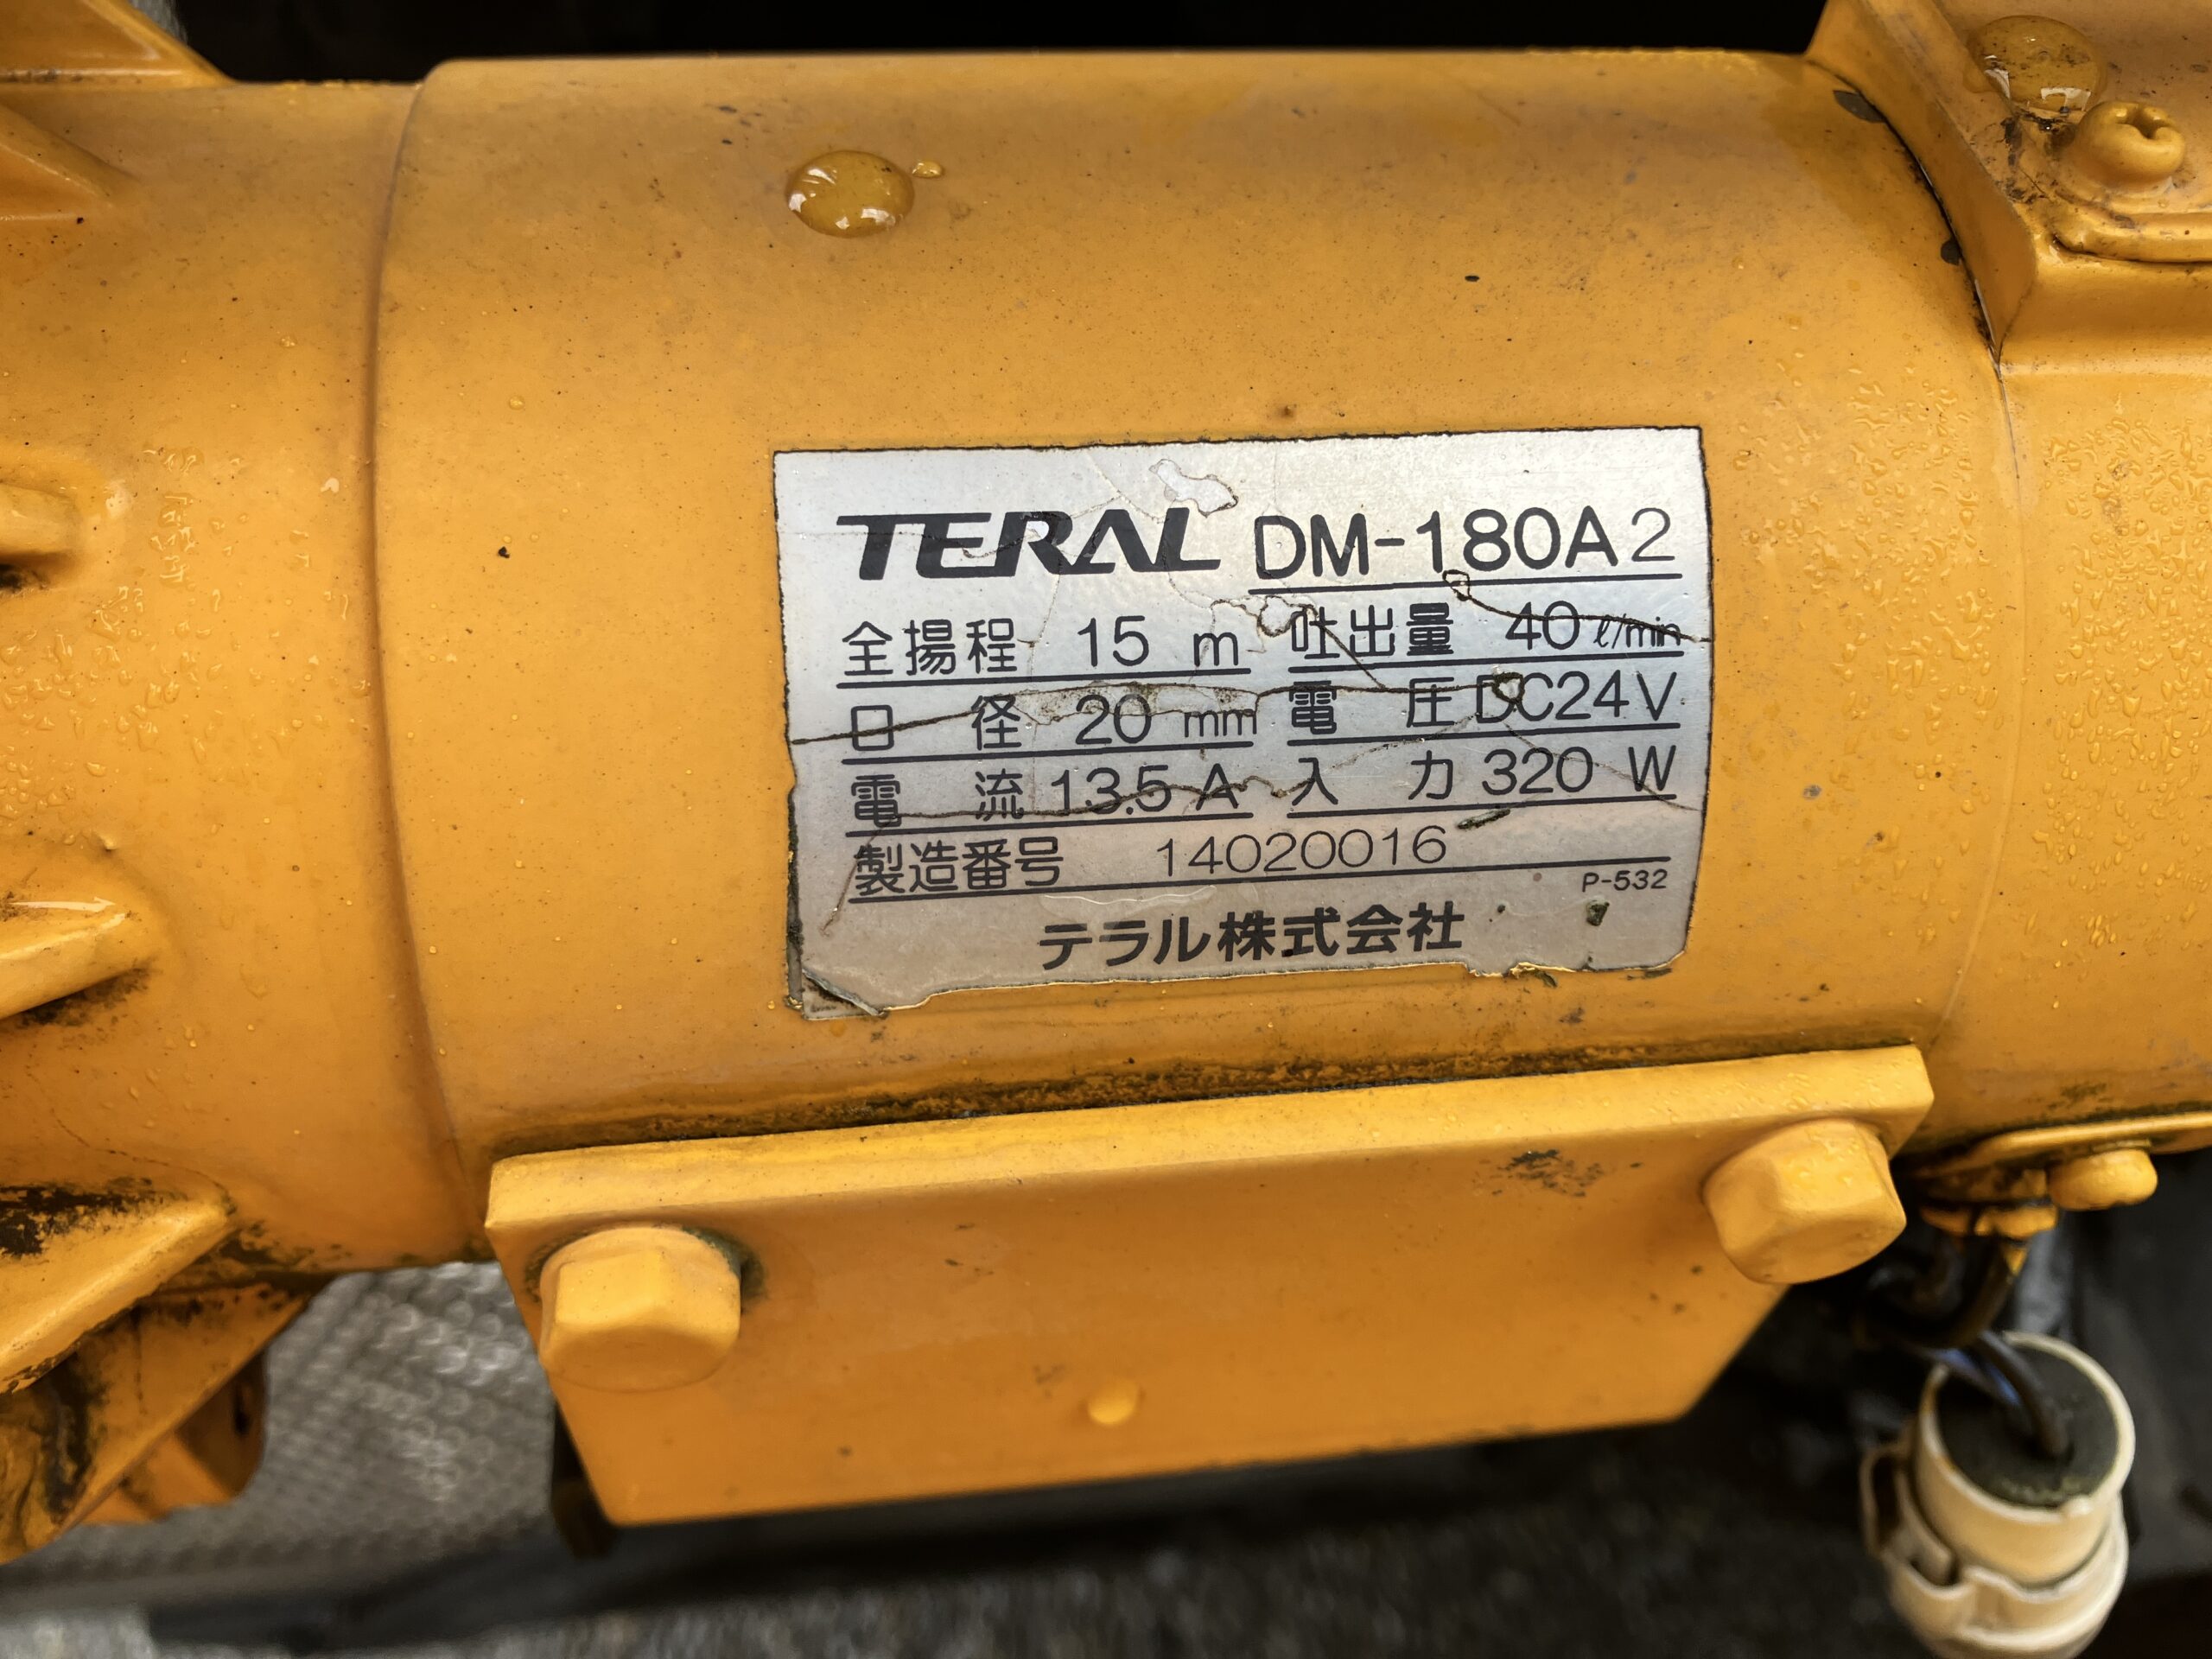 TERAL DM-180A2
全揚程 15 m 吐出量 40 ℓ/min
口径 20 mm 電圧 DC24V
電流 13.5 A 入力 320 W
製造番号 14020016
P-532
テラル株式会社